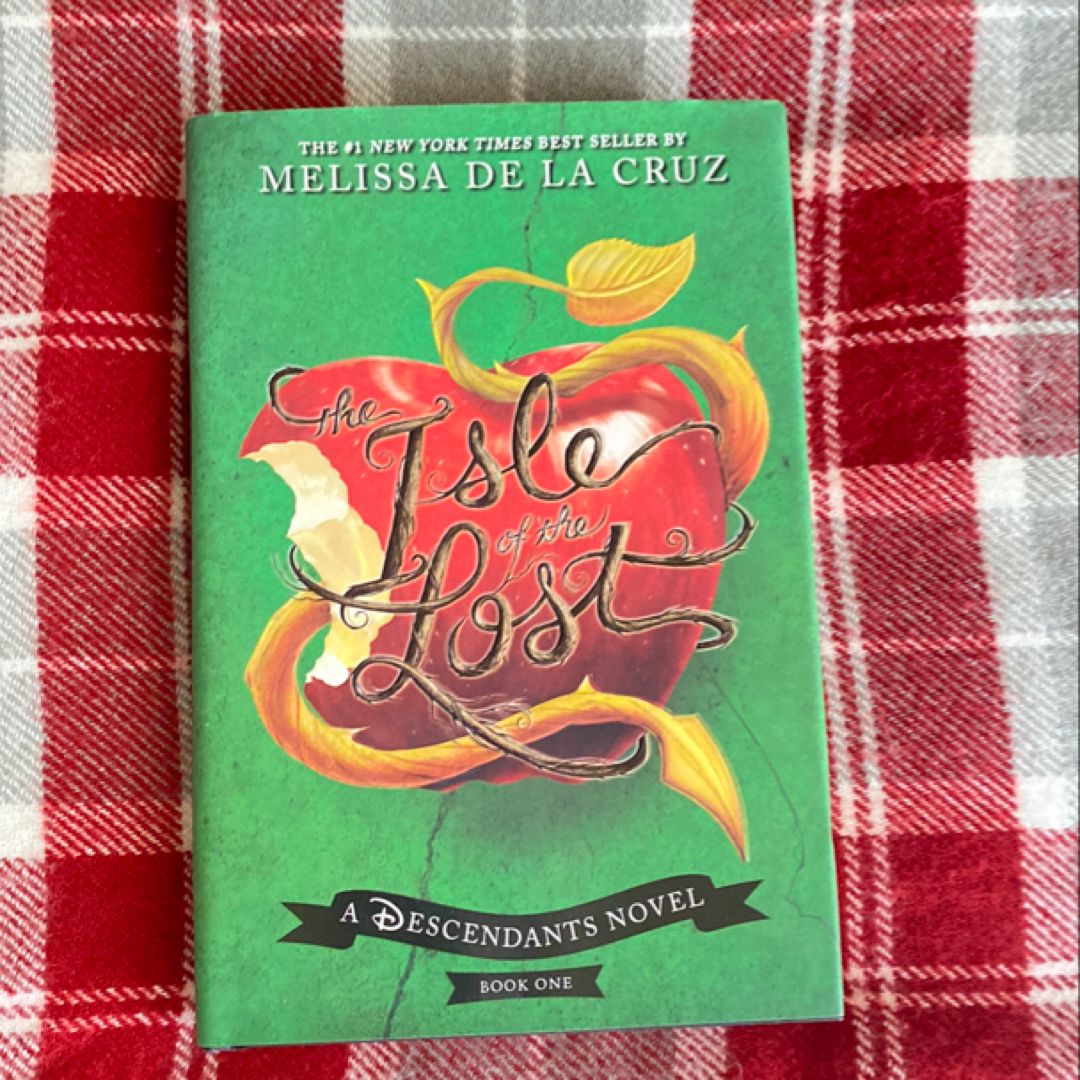 THE #1 NEW YORK TIMES BEST SELLER BY
MELISSA DE LA CRUZ
The
Isle
of the
Lost
A DESCENDANTS NOVEL
BOOK ONE